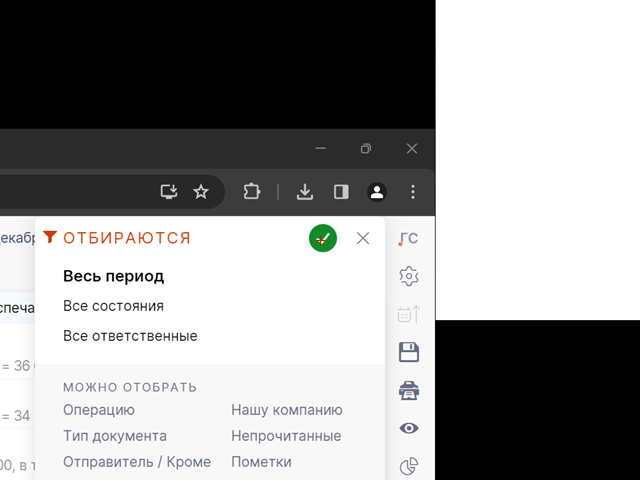 декабр
ОТБИРАЮТСЯ
ГС
Весь период
Все состояния
спеча
Все ответственные
= 36
МОЖНО ОТОБРАТЬ
= 34
Операцию Нашу компанию
Тип документа Непрочитанные
00, в т
Отправитель / Кроме Пометки